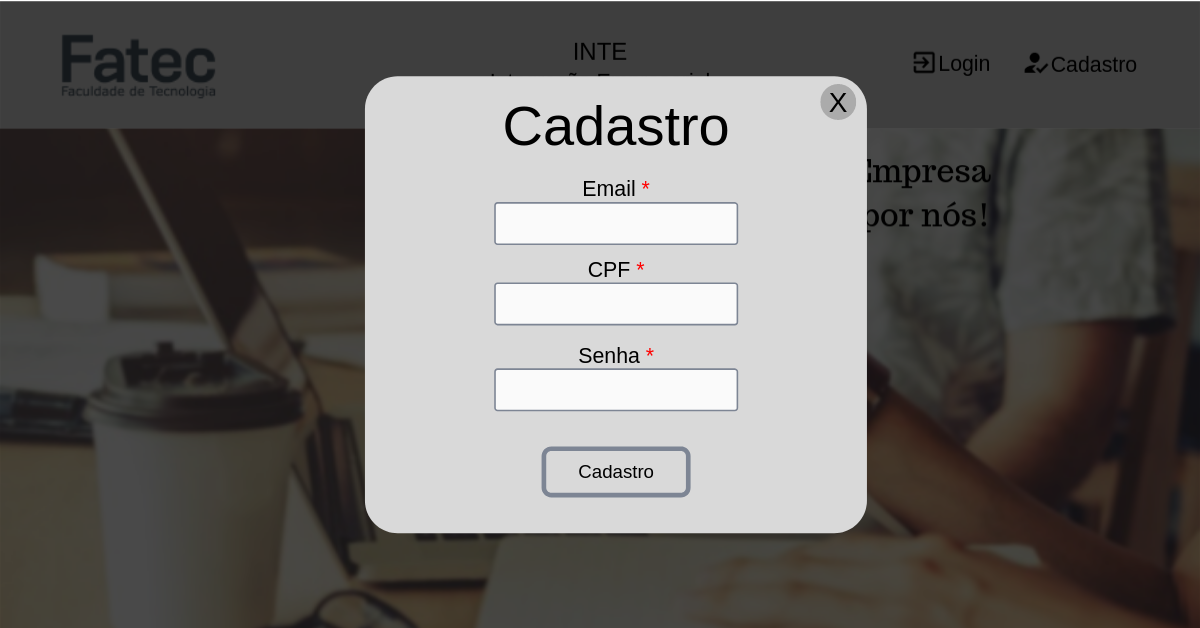 Fatec
Faculdade de Tecnologia
INTE
Login
Cadastro
X
Cadastro
Empresa
por nós!
Email *
CPF *
Senha *
Cadastro